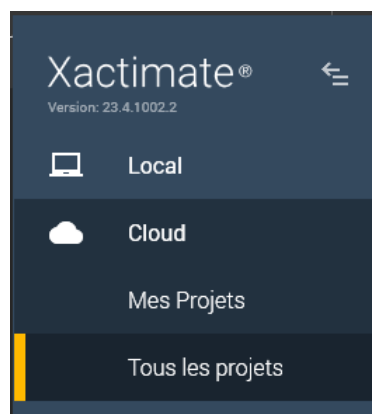 Xactimate®
Version: 23.4.1002.2
Local
Cloud
Mes Projets
Tous les projets